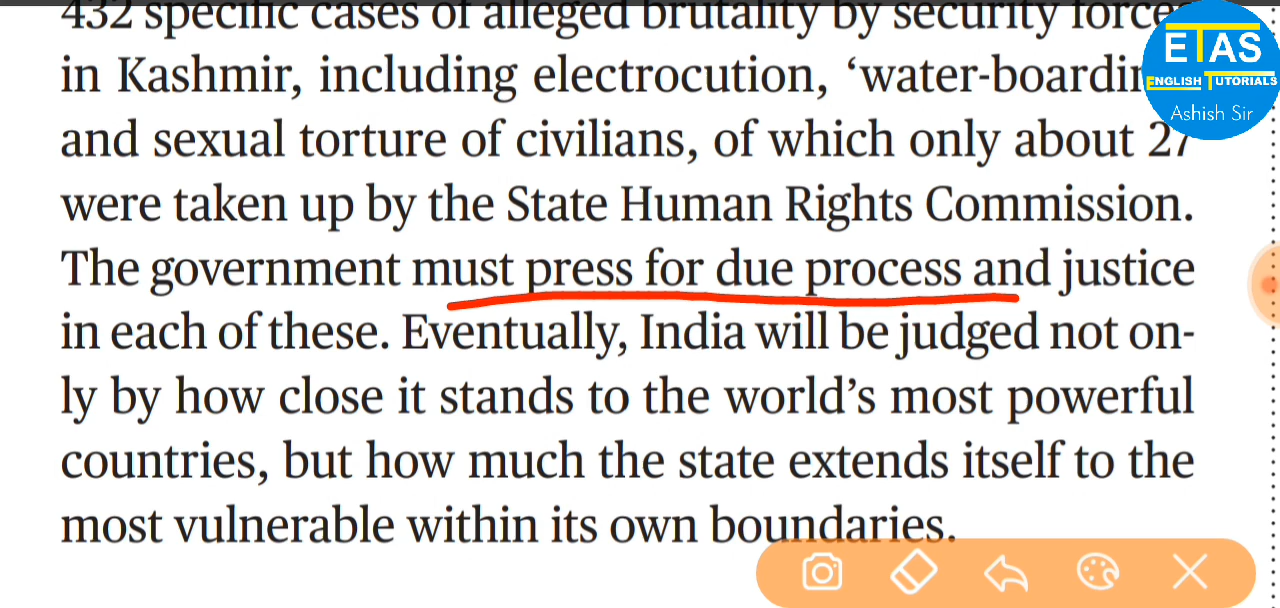 432 specific cases of alleged brutality by security forces
in Kashmir, including electrocution, ‘water-boardin
and sexual torture of civilians, of which only about 27
were taken up by the State Human Rights Commission.
The government must press for due process and justice
in each of these. Eventually, India will be judged not on-
ly by how close it stands to the world’s most powerful
countries, but how much the state extends itself to the
most vulnerable within its own boundaries.
ETAS
ENGLISH TUTORIALS
Ashish Sir